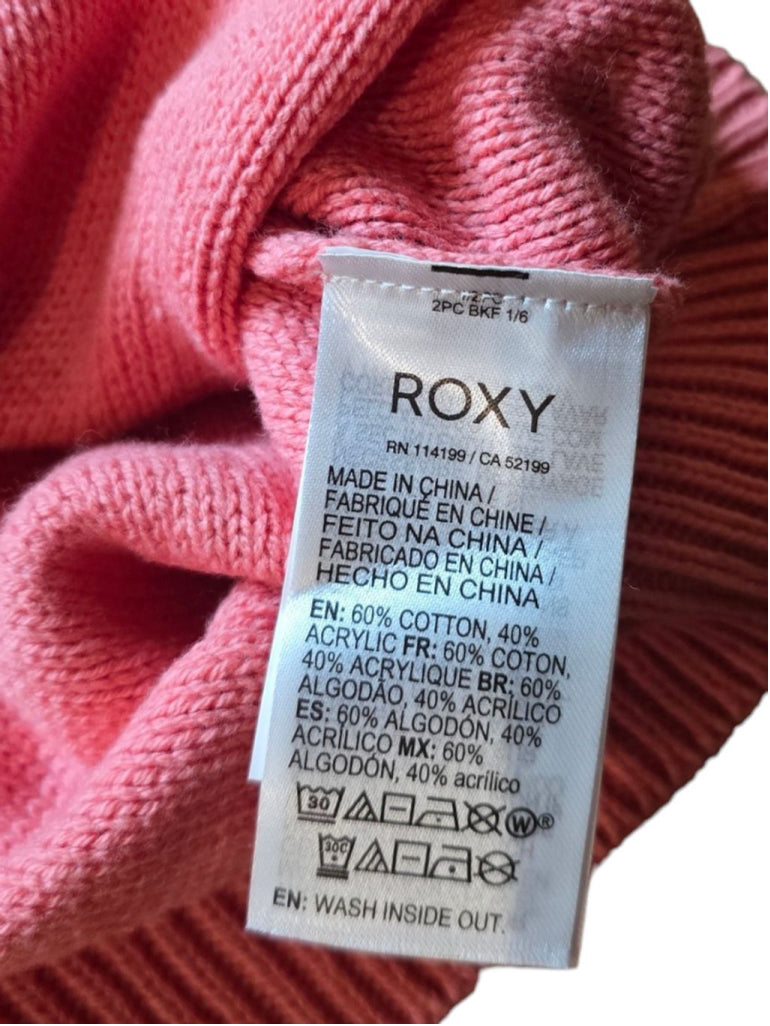 2PC BKF 1/6
ROXY
RN 114199 / CA 52199
MADE IN CHINA /
FABRIQUÉ EN CHINE /
FEITO NA CHINA /
FABRICADO EN CHINA /
HECHO EN CHINA
EN: 60% COTTON, 40%
ACRYLIC FR: 60% COTON,
40% ACRYLIQUE BR: 60%
ALGODÃO, 40% ACRÍLICO
ES: 60% ALGODÓN, 40%
ACRÍLICO MX: 60%
ALGODÓN, 40% acrílico
30 W®
30C
EN: WASH INSIDE OUT.